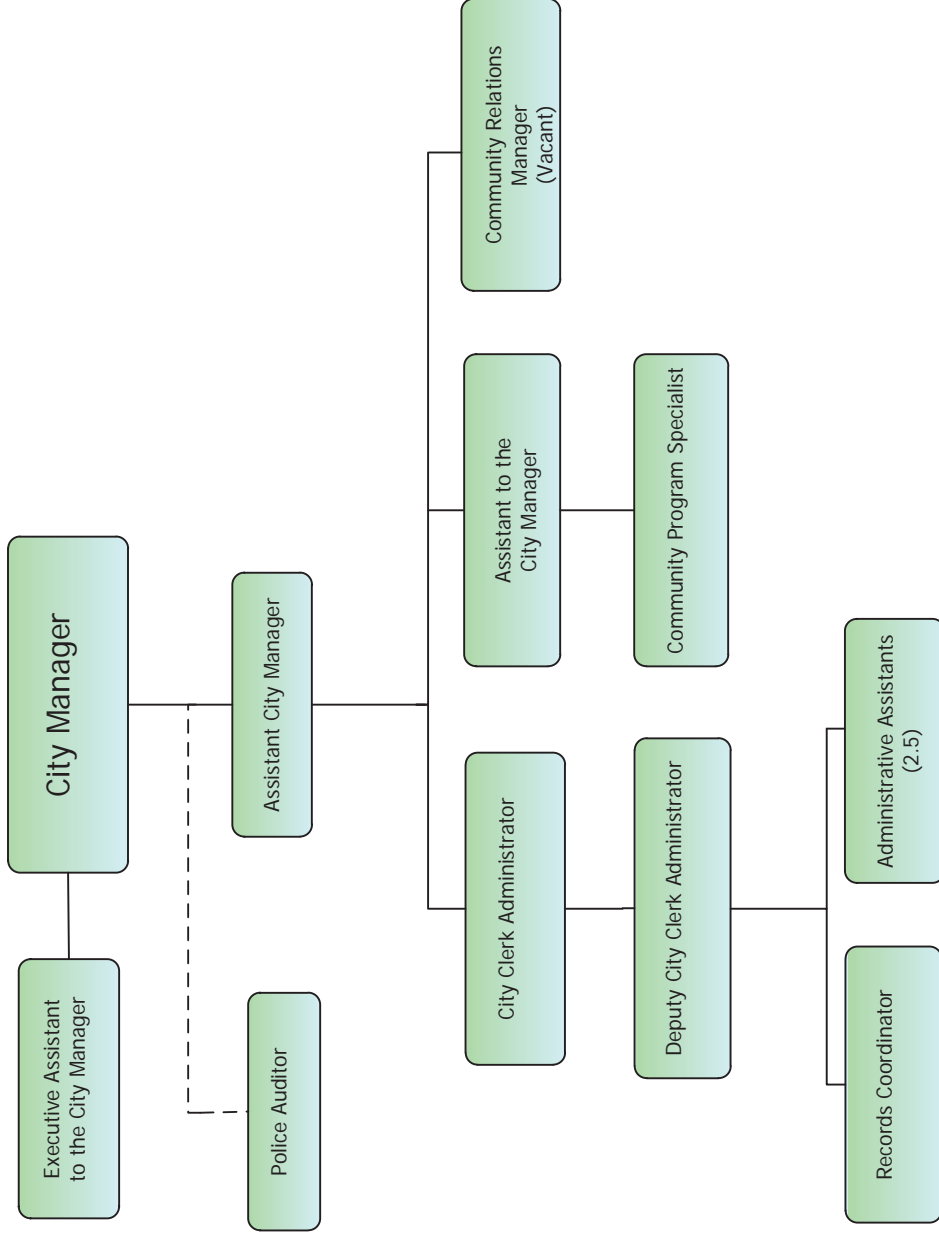 City Manager
Executive Assistant
to the City Manager
Police Auditor
Assistant City Manager
City Clerk Administrator
Assistant to the
City Manager
Community Relations
Manager
(Vacant)
Deputy City Clerk Administrator
Community Program Specialist
Records Coordinator
Administrative Assistants
(2.5)